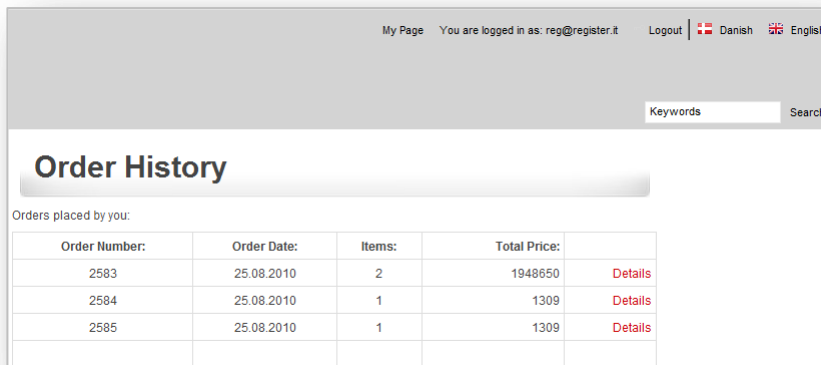 My Page You are logged in as: reg@register.it Logout Danish English
Keywords Search
Order History
Orders placed by you:
Order Number: Order Date: Items: Total Price:
2583 25.08.2010 2 1948650 Details
2584 25.08.2010 1 1309 Details
2585 25.08.2010 1 1309 Details